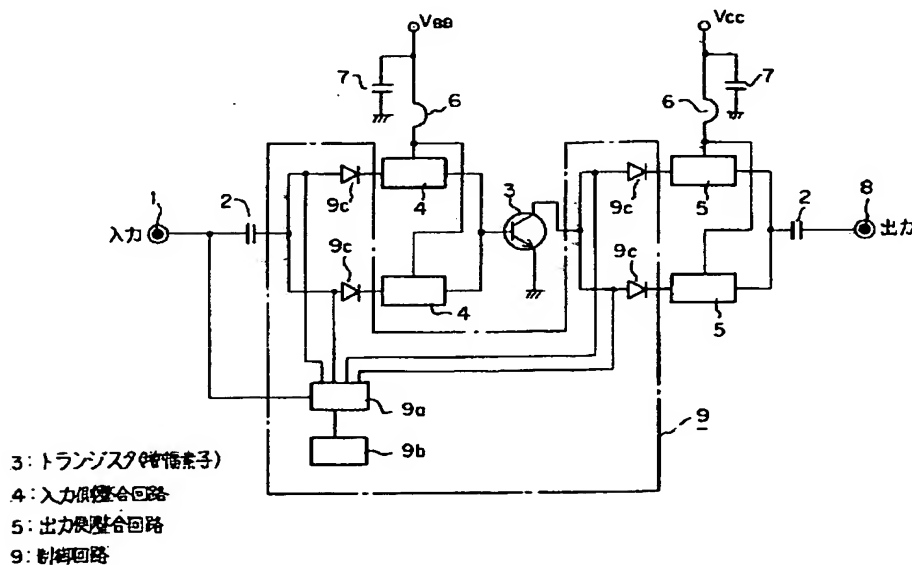 VBB
VCC
7
7
6
6
1
2
9c
4
3
9c
5
2
8
入力
出力
9c
9c
4
5
9a
9
9b
3: トランジスタ(増幅素子)
4: 入力側整合回路
5: 出力側整合回路
9: 制御回路